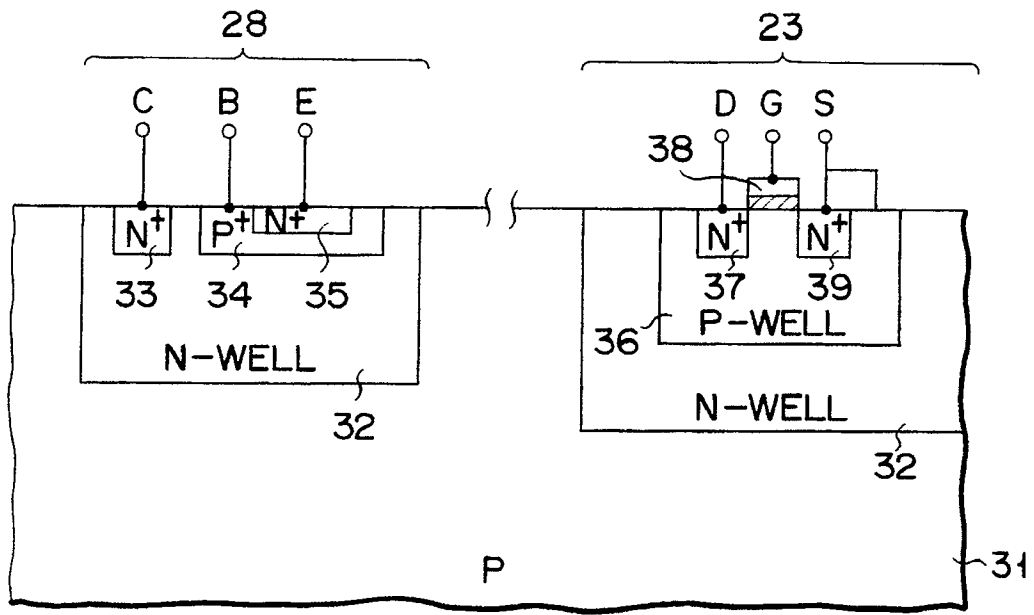 28 23
C B E D G S
38
N+ P+ N+ N+ N+
33 34 35 37 39
36 P-WELL
N-WELL
N-WELL
32
32
P
31